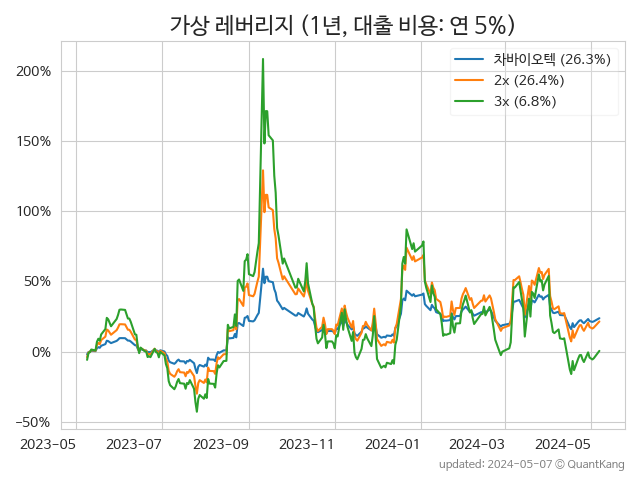 가상 레버리지 (1년, 대출 비용: 연 5%)
차바이오텍 (26.3%)
2x (26.4%)
3x (6.8%)
200%
150%
100%
50%
0%
−50%
2023-05 2023-07 2023-09 2023-11 2024-01 2024-03 2024-05
updated: 2024-05-07 © QuantKang